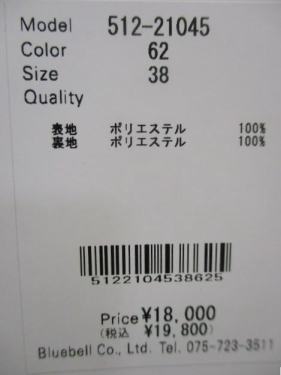 Model 512-21045
Color 62
Size 38
Quality
表地 ポリエステル 100%
裏地 ポリエステル 100%
5122104538625
Price ¥18,000
(税込 ¥19,800)
Bluebell Co., Ltd. Tel. 075-723-3511